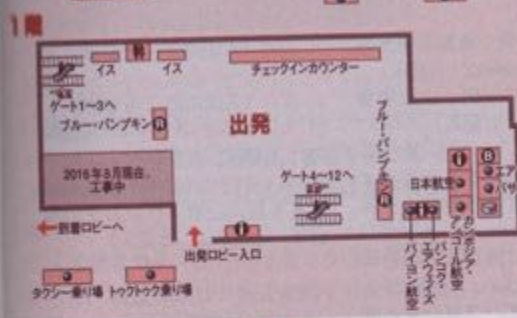 1階
イス
イス
チェックインカウンター
ゲート1~3へ
ブルー・パンプキン R
出発
ブルー・パンプキン R
2016年8月現在、
工事中
ゲート4~12へ
日本航空
B
エア
バサ
←到着ロビーへ
出発ロビー入口
カンボジア・
アンコール航空
バンコク・
エアウェイズ
バイヨン航空
タクシー乗り場
トゥクトゥク乗り場